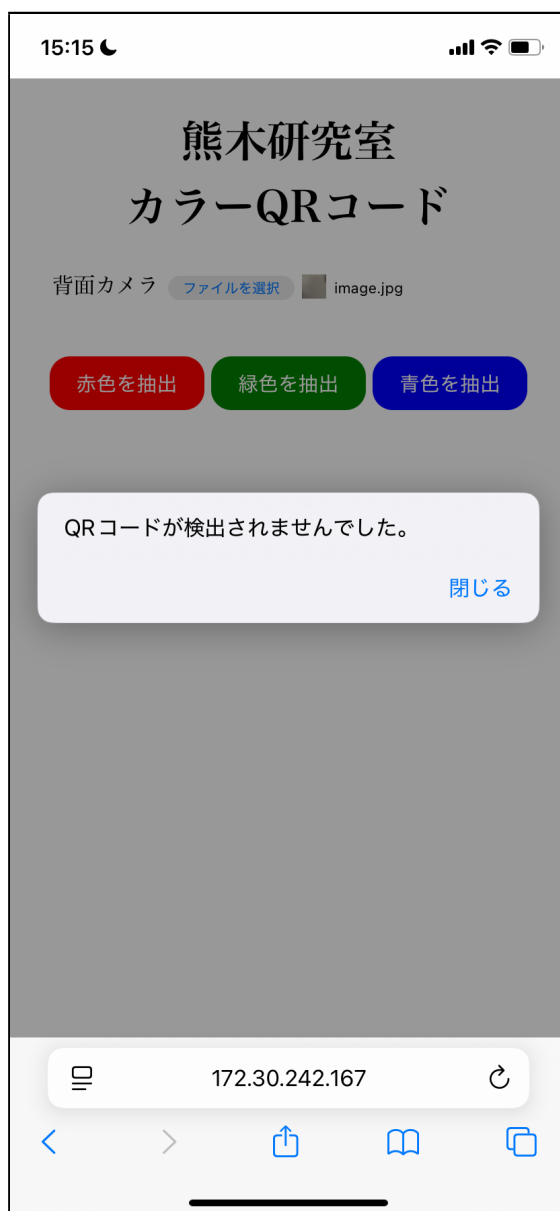 15:15
熊木研究室
カラーQRコード
背面カメラ ファイルを選択 image.jpg
赤色を抽出 緑色を抽出 青色を抽出
QRコードが検出されませんでした。
閉じる
172.30.242.167